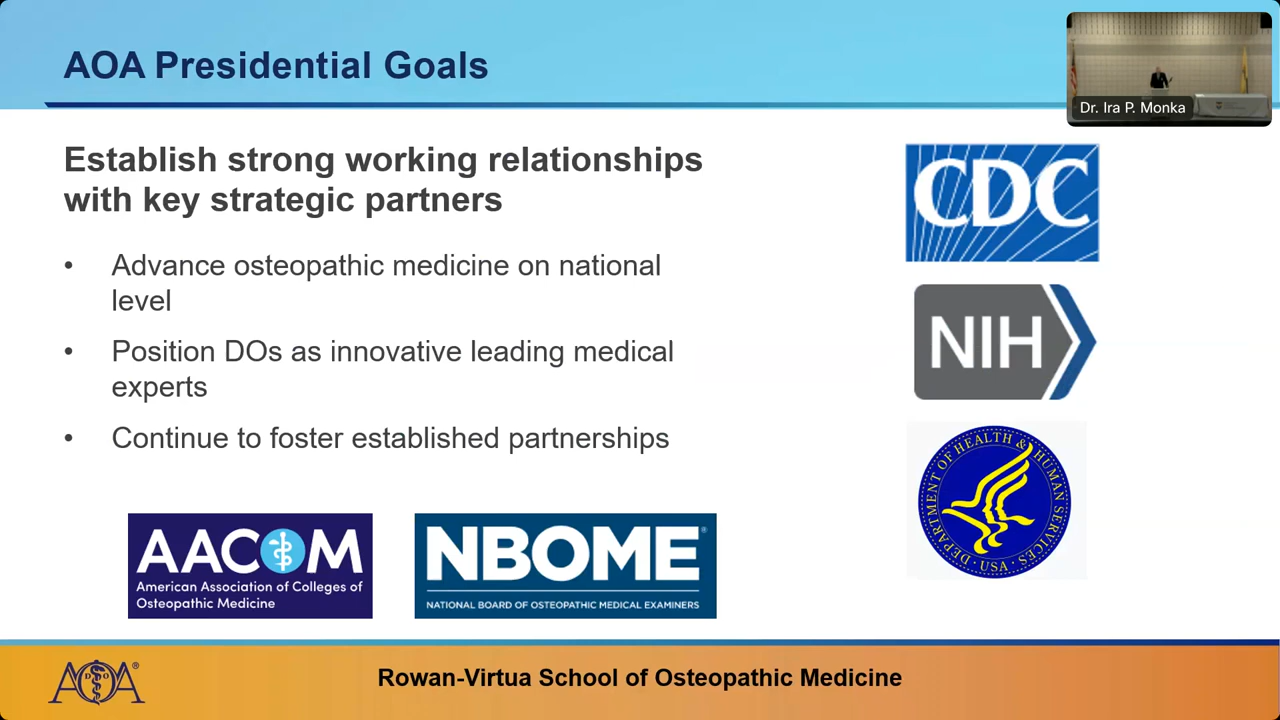 AOA Presidential Goals
Dr. Ira P. Monka
Establish strong working relationships
with key strategic partners
• Advance osteopathic medicine on national
level
• Position DOs as innovative leading medical
experts
• Continue to foster established partnerships
CDC
NIH
DEPARTMENT OF HEALTH & HUMAN SERVICES · USA
AACOM
American Association of Colleges of
Osteopathic Medicine
NBOME®
NATIONAL BOARD OF OSTEOPATHIC MEDICAL EXAMINERS
AOA®
DO
Rowan-Virtua School of Osteopathic Medicine